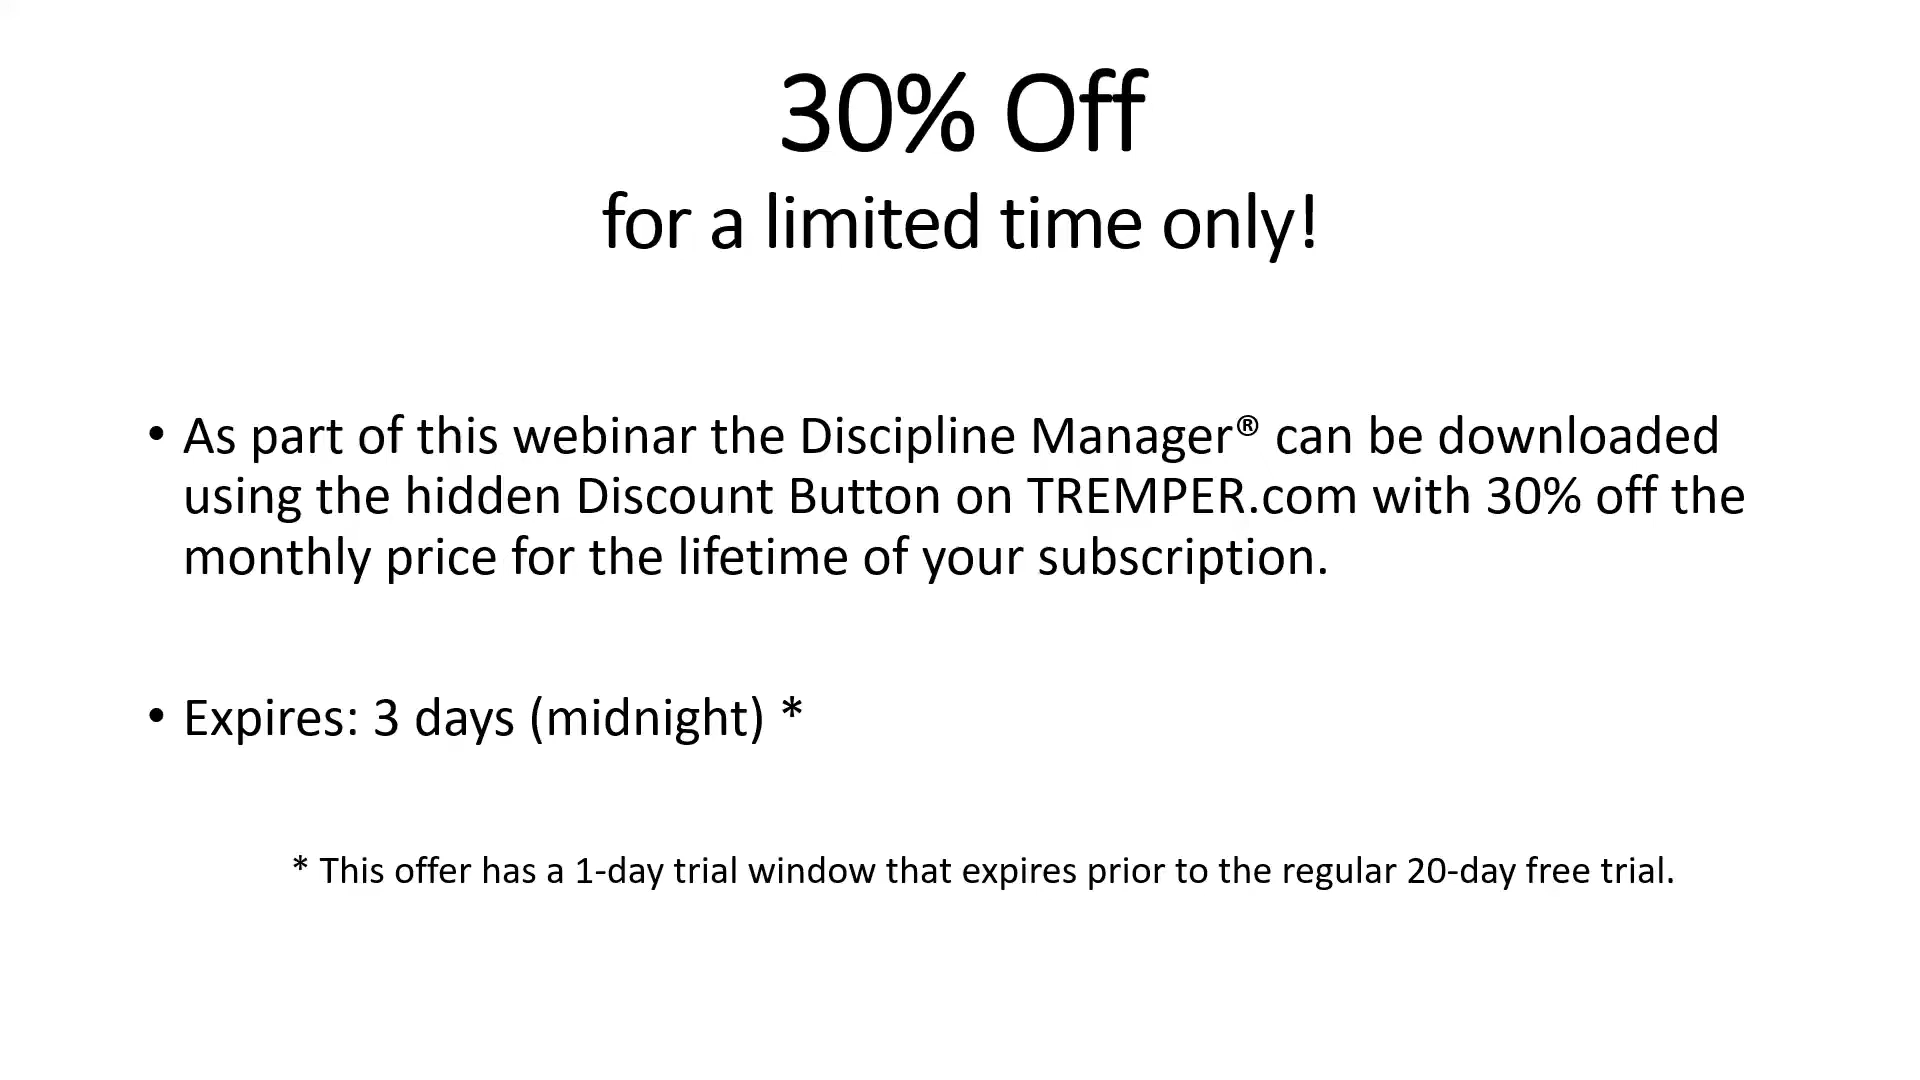 30% Off
for a limited time only!
• As part of this webinar the Discipline Manager® can be downloaded
using the hidden Discount Button on TREMPER.com with 30% off the
monthly price for the lifetime of your subscription.
• Expires: 3 days (midnight) *
* This offer has a 1-day trial window that expires prior to the regular 20-day free trial.